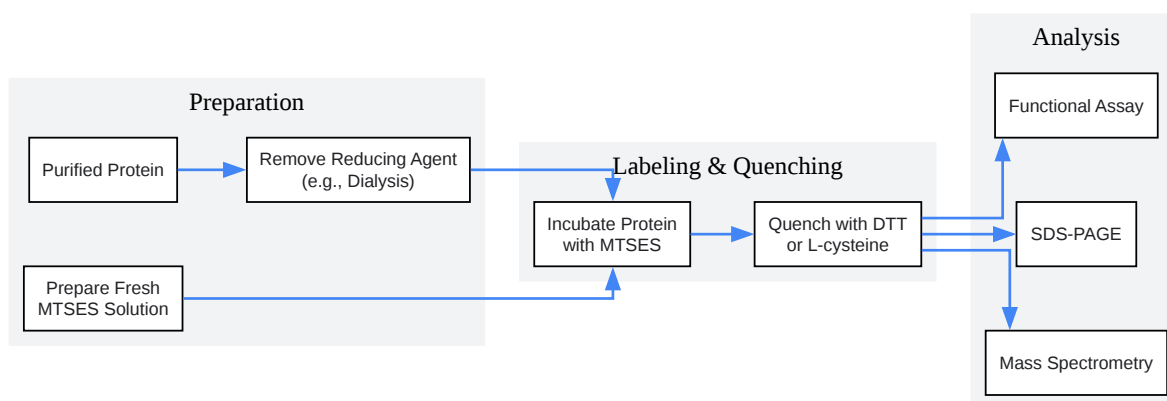 Preparation
Purified Protein
Remove Reducing Agent
(e.g., Dialysis)
Prepare Fresh
MTSES Solution
Labeling & Quenching
Incubate Protein
with MTSES
Quench with DTT
or L-cysteine
Analysis
Functional Assay
SDS-PAGE
Mass Spectrometry